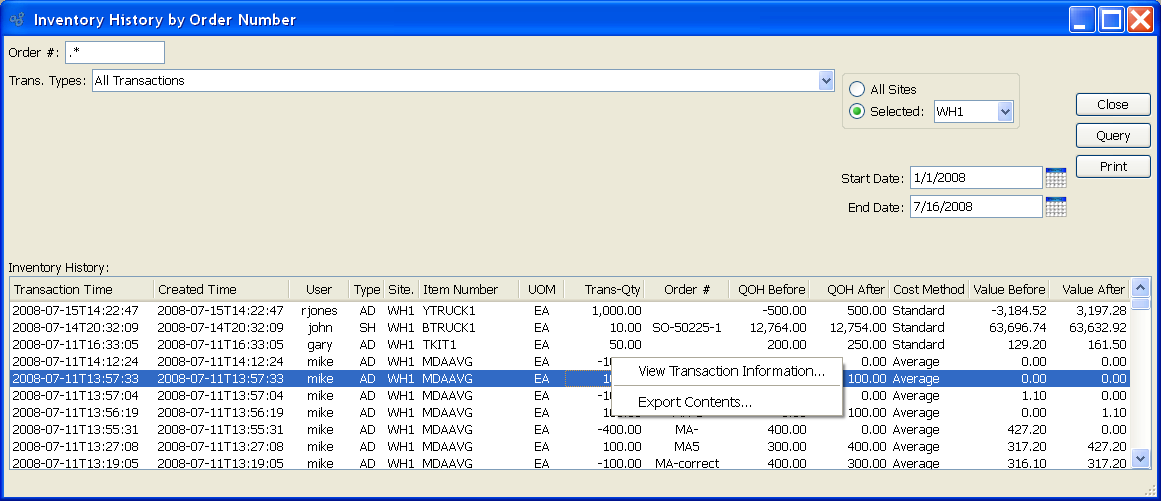 Inventory History by Order Number
Order #: .*
Trans. Types: All Transactions
All Sites
Selected: WH1
Close
Query
Print
Start Date: 1/1/2008
End Date: 7/16/2008
Inventory History:
Transaction Time Created Time User Type Site. Item Number UOM Trans-Qty Order # QOH Before QOH After Cost Method Value Before Value After
2008-07-15T14:22:47 2008-07-15T14:22:47 rjones AD WH1 YTRUCK1 EA 1,000.00 -500.00 500.00 Standard -3,184.52 3,197.28
2008-07-14T20:32:09 2008-07-14T20:32:09 john SH WH1 BTRUCK1 EA 10.00 SO-50225-1 12,764.00 12,754.00 Standard 63,696.74 63,632.92
2008-07-11T16:33:05 2008-07-11T16:33:05 gary AD WH1 TKIT1 EA 50.00 200.00 250.00 Standard 129.20 161.50
2008-07-11T14:12:24 2008-07-11T14:12:24 mike AD WH1 MDAAVG EA 0.00 Average 0.00 0.00
2008-07-11T13:57:33 2008-07-11T13:57:33 mike AD WH1 MDAAVG EA 100.00 Average 0.00 0.00
2008-07-11T13:57:04 2008-07-11T13:57:04 mike AD WH1 MDAAVG EA 0.00 Average 1.10 0.00
2008-07-11T13:56:19 2008-07-11T13:56:19 mike AD WH1 MDAAVG EA 100.00 Average 0.00 1.10
2008-07-11T13:55:31 2008-07-11T13:55:31 mike AD WH1 MDAAVG EA -400.00 MA- 400.00 0.00 Average 427.20 0.00
2008-07-11T13:27:08 2008-07-11T13:27:08 mike AD WH1 MDAAVG EA 100.00 MA5 300.00 400.00 Average 317.20 427.20
2008-07-11T13:19:05 2008-07-11T13:19:05 mike AD WH1 MDAAVG EA -100.00 MA-correct 400.00 300.00 Average 316.10 317.20
View Transaction Information...
Export Contents...